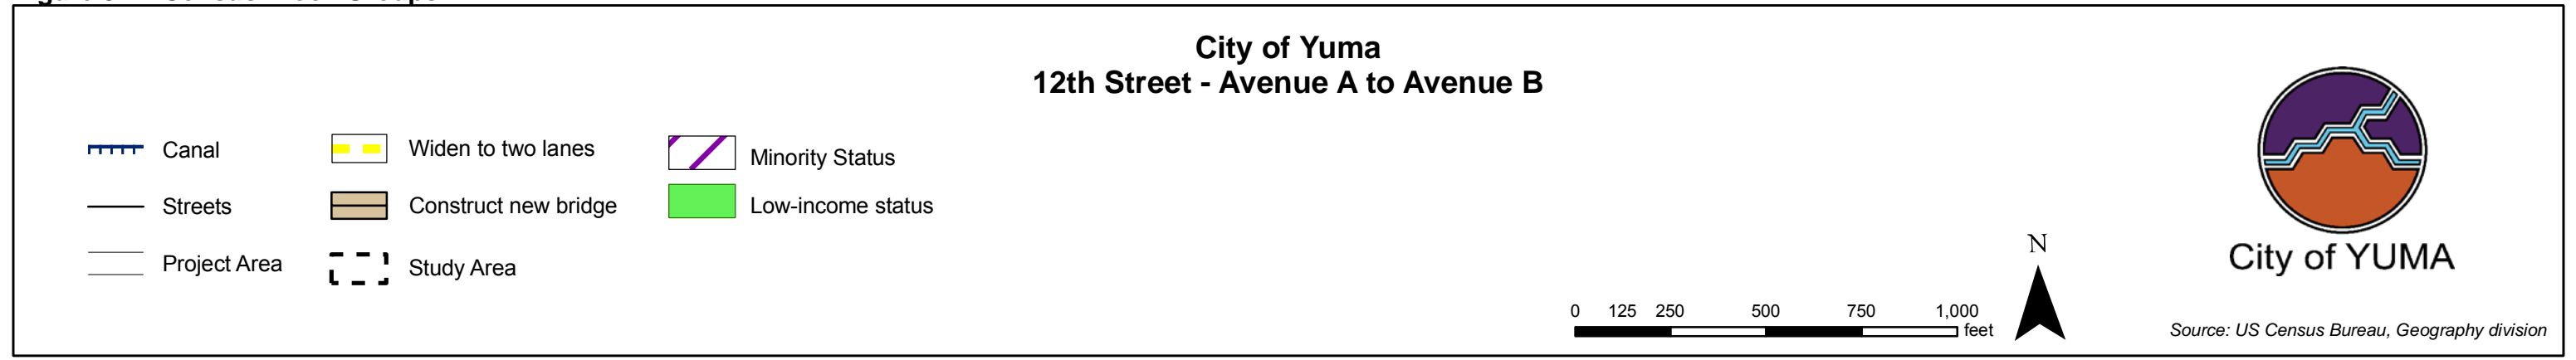 City of Yuma
12th Street - Avenue A to Avenue B
Canal
Widen to two lanes
Minority Status
Streets
Construct new bridge
Low-income status
Project Area
Study Area
N
0 125 250 500 750 1,000
feet
City of YUMA
Source: US Census Bureau, Geography division